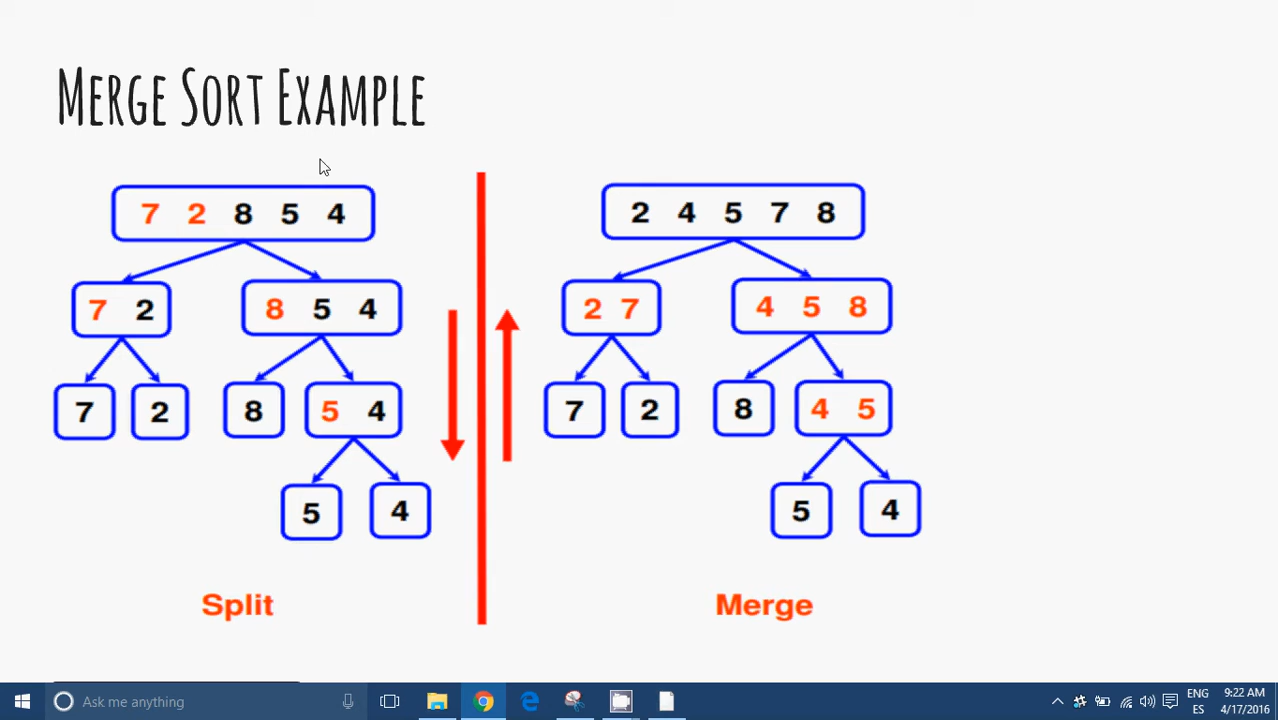 MERGE SORT EXAMPLE
7 2 8 5 4
2 4 5 7 8
7 2
8 5 4
2 7
4 5 8
7
2
8
5 4
7
2
8
4 5
5
4
5
4
Split
Merge
Ask me anything
ENG
ES
9:22 AM
4/17/2016